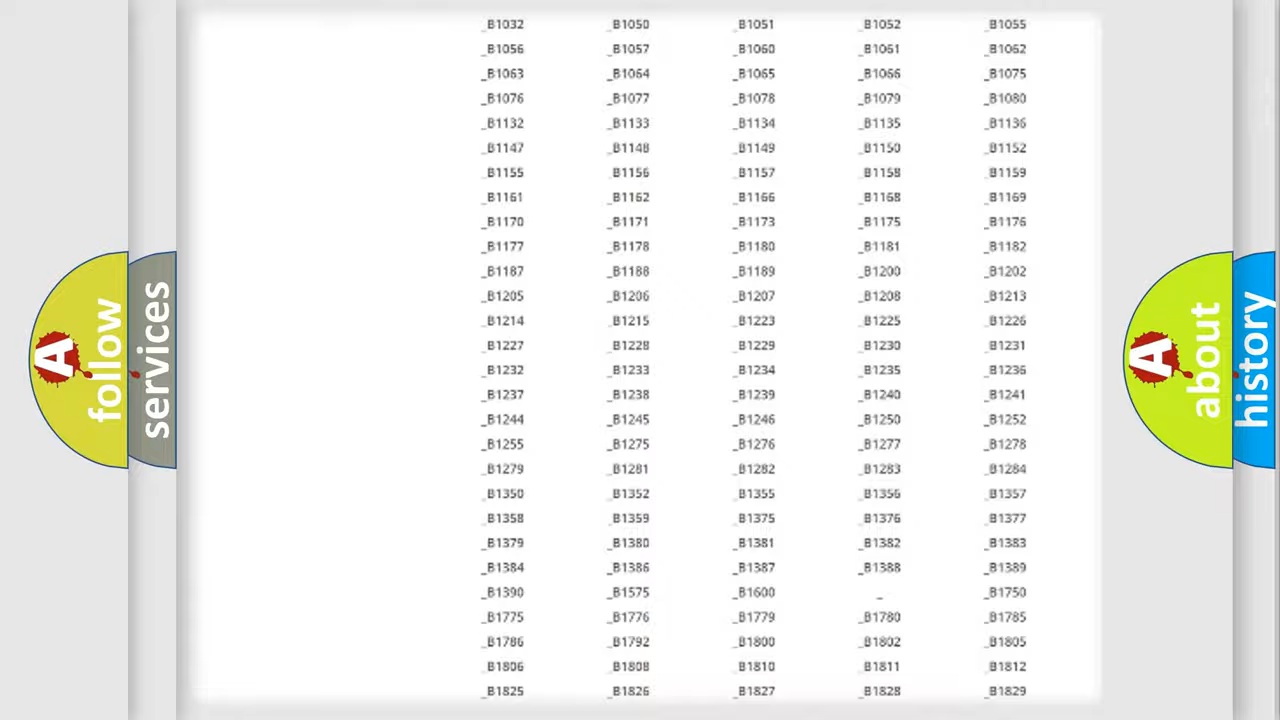 _B1032 _B1050 _B1051 _B1052 _B1055
_B1056 _B1057 _B1060 _B1061 _B1062
_B1063 _B1064 _B1065 _B1066 _B1075
_B1076 _B1077 _B1078 _B1079 _B1080
_B1132 _B1133 _B1134 _B1135 _B1136
_B1147 _B1148 _B1149 _B1150 _B1152
_B1155 _B1156 _B1157 _B1158 _B1159
_B1161 _B1162 _B1166 _B1168 _B1169
_B1170 _B1171 _B1173 _B1175 _B1176
_B1177 _B1178 _B1180 _B1181 _B1182
_B1187 _B1188 _B1189 _B1200 _B1202
_B1205 _B1206 _B1207 _B1208 _B1213
_B1214 _B1215 _B1223 _B1225 _B1226
_B1227 _B1228 _B1229 _B1230 _B1231
_B1232 _B1233 _B1234 _B1235 _B1236
_B1237 _B1238 _B1239 _B1240 _B1241
_B1244 _B1245 _B1246 _B1250 _B1252
_B1255 _B1275 _B1276 _B1277 _B1278
_B1279 _B1281 _B1282 _B1283 _B1284
_B1350 _B1352 _B1355 _B1356 _B1357
_B1358 _B1359 _B1375 _B1376 _B1377
_B1379 _B1380 _B1381 _B1382 _B1383
_B1384 _B1386 _B1387 _B1388 _B1389
_B1390 _B1575 _B1600 _ _B1750
_B1775 _B1776 _B1779 _B1780 _B1785
_B1786 _B1792 _B1800 _B1802 _B1805
_B1806 _B1808 _B1810 _B1811 _B1812
_B1825 _B1826 _B1827 _B1828 _B1829
A
follow
services
A
about
history